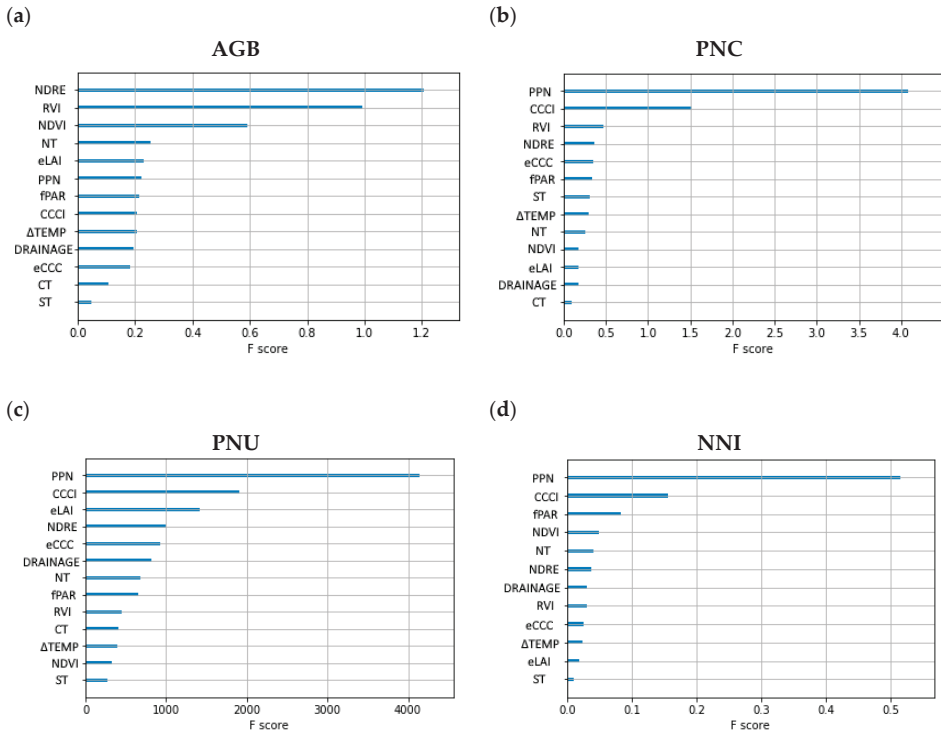 (a)
AGB
NDRE
RVI
NDVI
NT
eLAI
PPN
fPAR
CCCI
ΔTEMP
DRAINAGE
eCCC
CT
ST
0.0 0.2 0.4 0.6 0.8 1.0 1.2
F score
(b)
PNC
PPN
CCCI
RVI
NDRE
eCCC
fPAR
ST
ΔTEMP
NT
NDVI
eLAI
DRAINAGE
CT
0.0 0.5 1.0 1.5 2.0 2.5 3.0 3.5 4.0
F score
(c)
PNU
PPN
CCCI
eLAI
NDRE
eCCC
DRAINAGE
NT
fPAR
RVI
CT
ΔTEMP
NDVI
ST
0 1000 2000 3000 4000
F score
(d)
NNI
PPN
CCCI
fPAR
NDVI
NT
NDRE
DRAINAGE
RVI
eCCC
ΔTEMP
eLAI
ST
0.0 0.1 0.2 0.3 0.4 0.5
F score